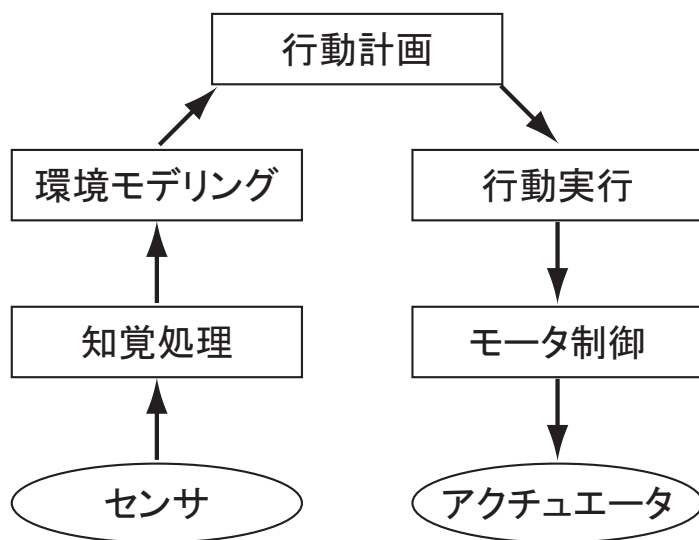 行動計画
環境モデリング
行動実行
知覚処理
モータ制御
センサ
アクチュエータ